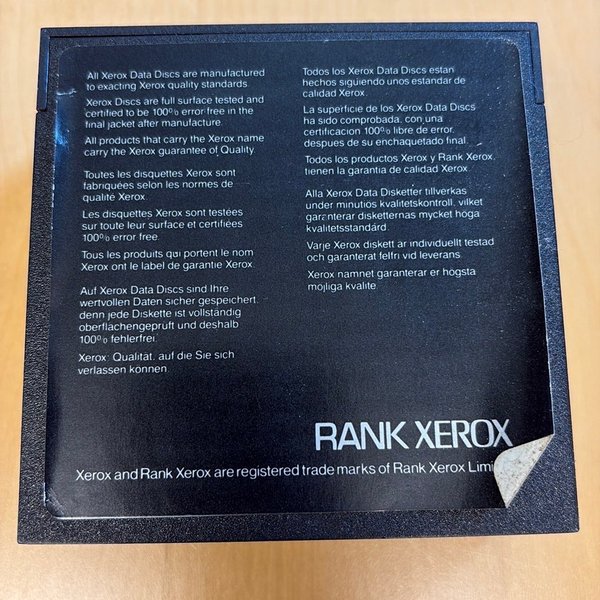 All Xerox Data Discs are manufactured
to exacting Xerox quality standards.
Xerox Discs are full surface tested and
certified to be 100% error-free in the
final jacket after manufacture.
All products that carry the Xerox name
carry the Xerox guarantee of Quality.
Toutes les disquettes Xerox sont
fabriquées selon les normes de
qualité Xerox.
Les disquettes Xerox sont testées
sur toute leur surface et certifiées
100% error free.
Tous les produits qui portent le nom
Xerox ont le label de garantie Xerox.
Auf Xerox Data Discs sind Ihre
wertvollen Daten sicher gespeichert,
denn jede Diskette ist vollständig
oberflächengeprüft und deshalb
100% fehlerfrei.
Xerox: Qualität, auf die Sie sich
verlassen können.
Todos los Xerox Data Discs estan
hechos siguiendo unos estandar de
calidad Xerox.
La superficie de los Xerox Data Discs
ha sido comprobada, con una
certificacion 100% libre de error,
despues de su enchaquetado final.
Todos los productos Xerox y Rank Xerox,
tienen la garantia de calidad Xerox.
Alla Xerox Data Disketter tillverkas
under minutiös kvalitetskontroll, vilket
garanterar disketternas mycket höga
kvalitetsstandard.
Varje Xerox diskett är individuellt testad
och garanterat felfri vid leverans.
Xerox namnet garanterar er högsta
möjliga kvalite.
RANK XEROX
Xerox and Rank Xerox are registered trade marks of Rank Xerox